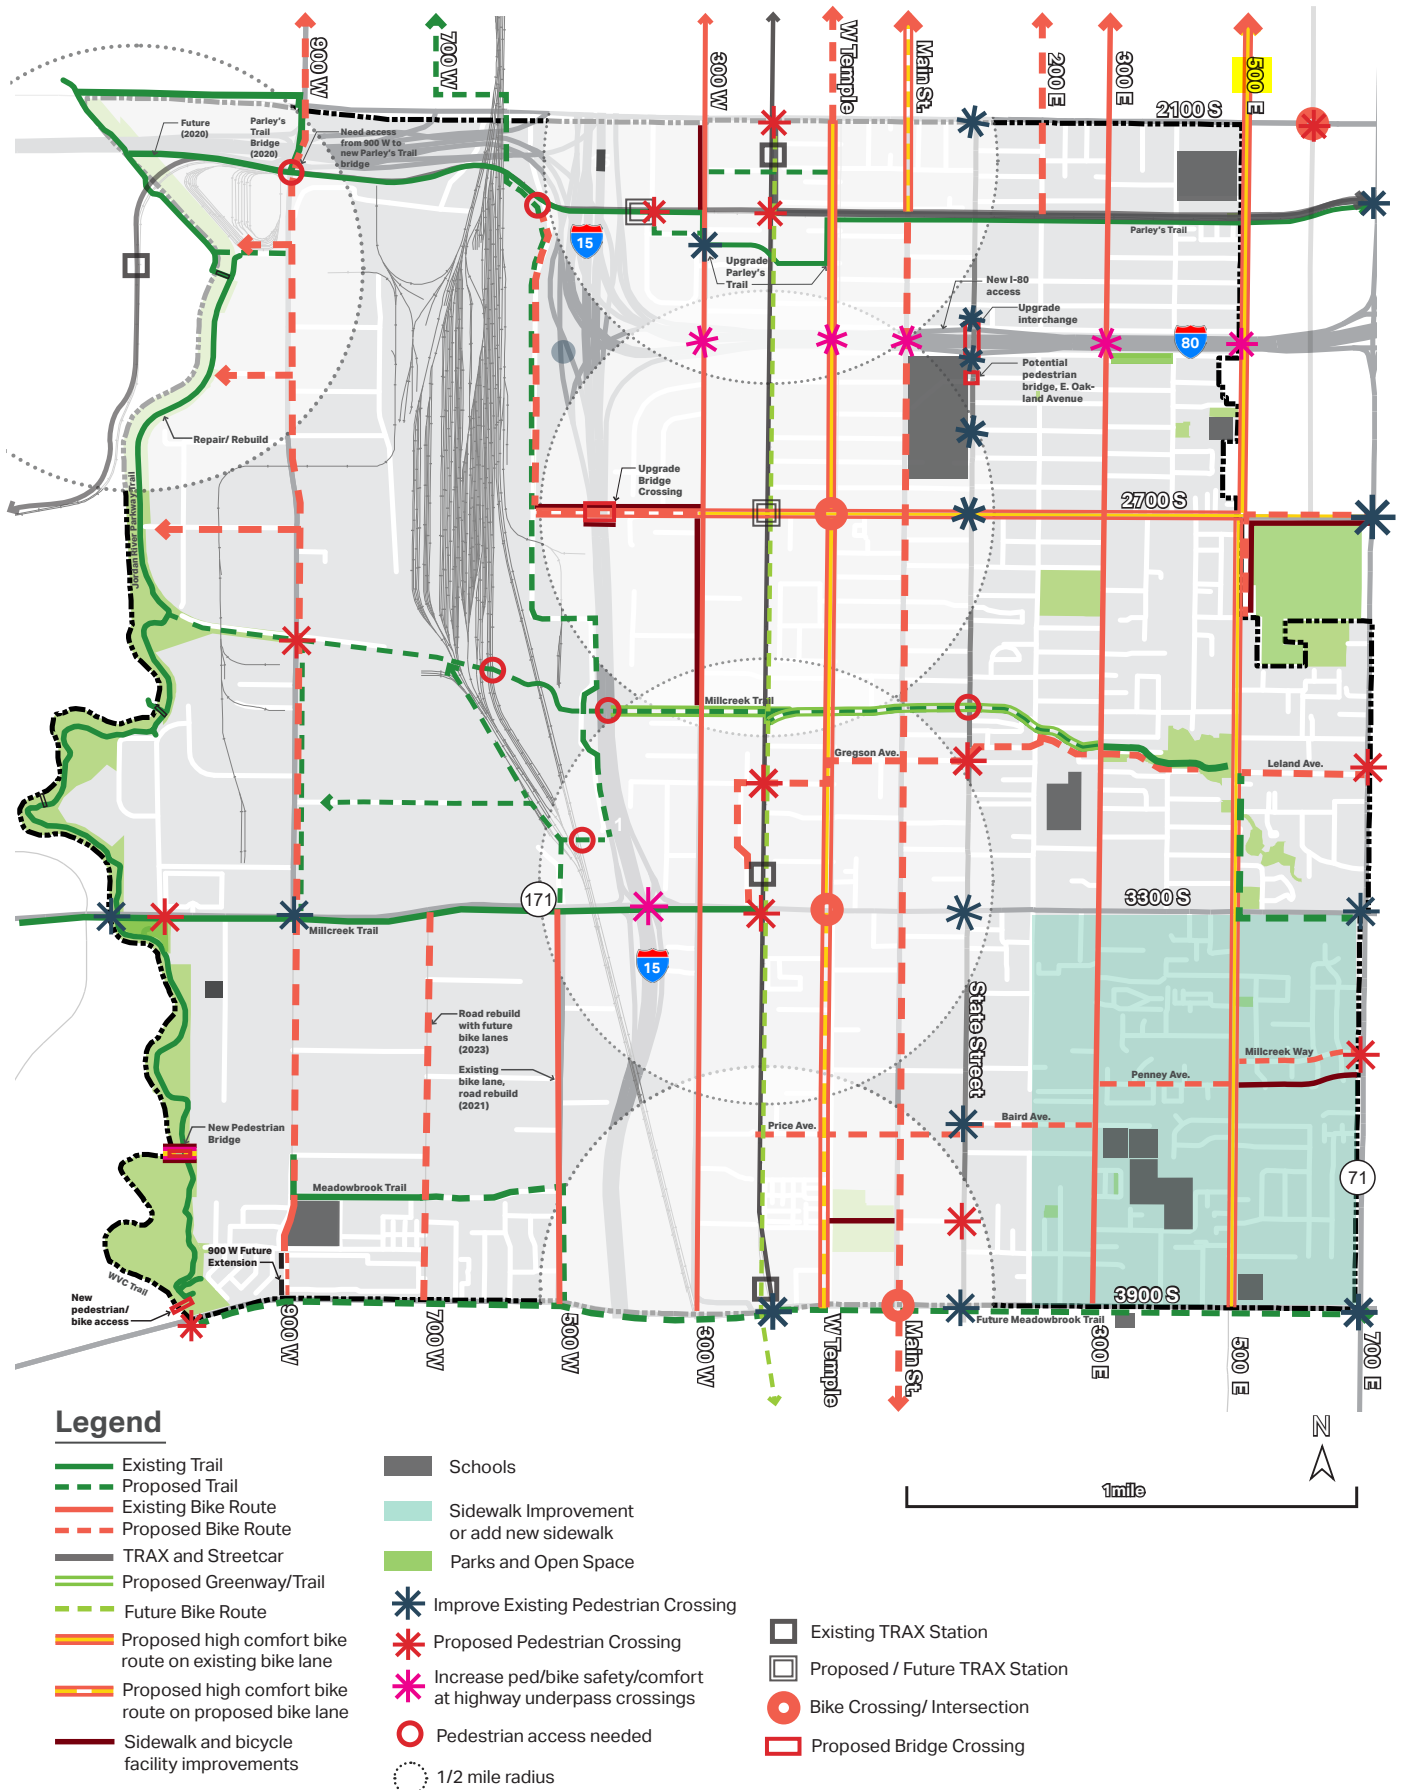 900 W
700 W
300 W
W Temple
Main St.
200 E
300 E
500 E
2100 S
Future
(2020)
Parley's
Trail
Bridge
(2020)
Need access
from 900 W to
new Parley's Trail
bridge
Parley's Trail
15
Upgrade
Parley's
Trail
New I-80
access
Upgrade
interchange
80
Potential
pedestrian
bridge, E. Oak-
land Avenue
Repair/ Rebuild
Upgrade
Bridge
Crossing
2700 S
Jordan River Parkway Trail
Millcreek Trail
Gregson Ave.
Leland Ave.
1
171
3300 S
Millcreek Trail
15
State Street
Road rebuild
with future
bike lanes
(2023)
Existing
bike lane,
road rebuild
(2021)
Millcreek Way
Penney Ave.
Baird Ave.
Price Ave.
New Pedestrian
Bridge
71
Meadowbrook Trail
900 W Future
Extension
WVC Trail
New
pedestrian/
bike access
3900 S
Future Meadowbrook Trail
900 W
700 W
500 W
300 W
W Temple
Main St.
300 E
500 E
700 E
N
1mile
Legend
Existing Trail
Proposed Trail
Existing Bike Route
Proposed Bike Route
TRAX and Streetcar
Proposed Greenway/Trail
Future Bike Route
Proposed high comfort bike
route on existing bike lane
Proposed high comfort bike
route on proposed bike lane
Sidewalk and bicycle
facility improvements
Schools
Sidewalk Improvement
or add new sidewalk
Parks and Open Space
Improve Existing Pedestrian Crossing
Proposed Pedestrian Crossing
Increase ped/bike safety/comfort
at highway underpass crossings
Pedestrian access needed
1/2 mile radius
Existing TRAX Station
Proposed / Future TRAX Station
Bike Crossing/ Intersection
Proposed Bridge Crossing